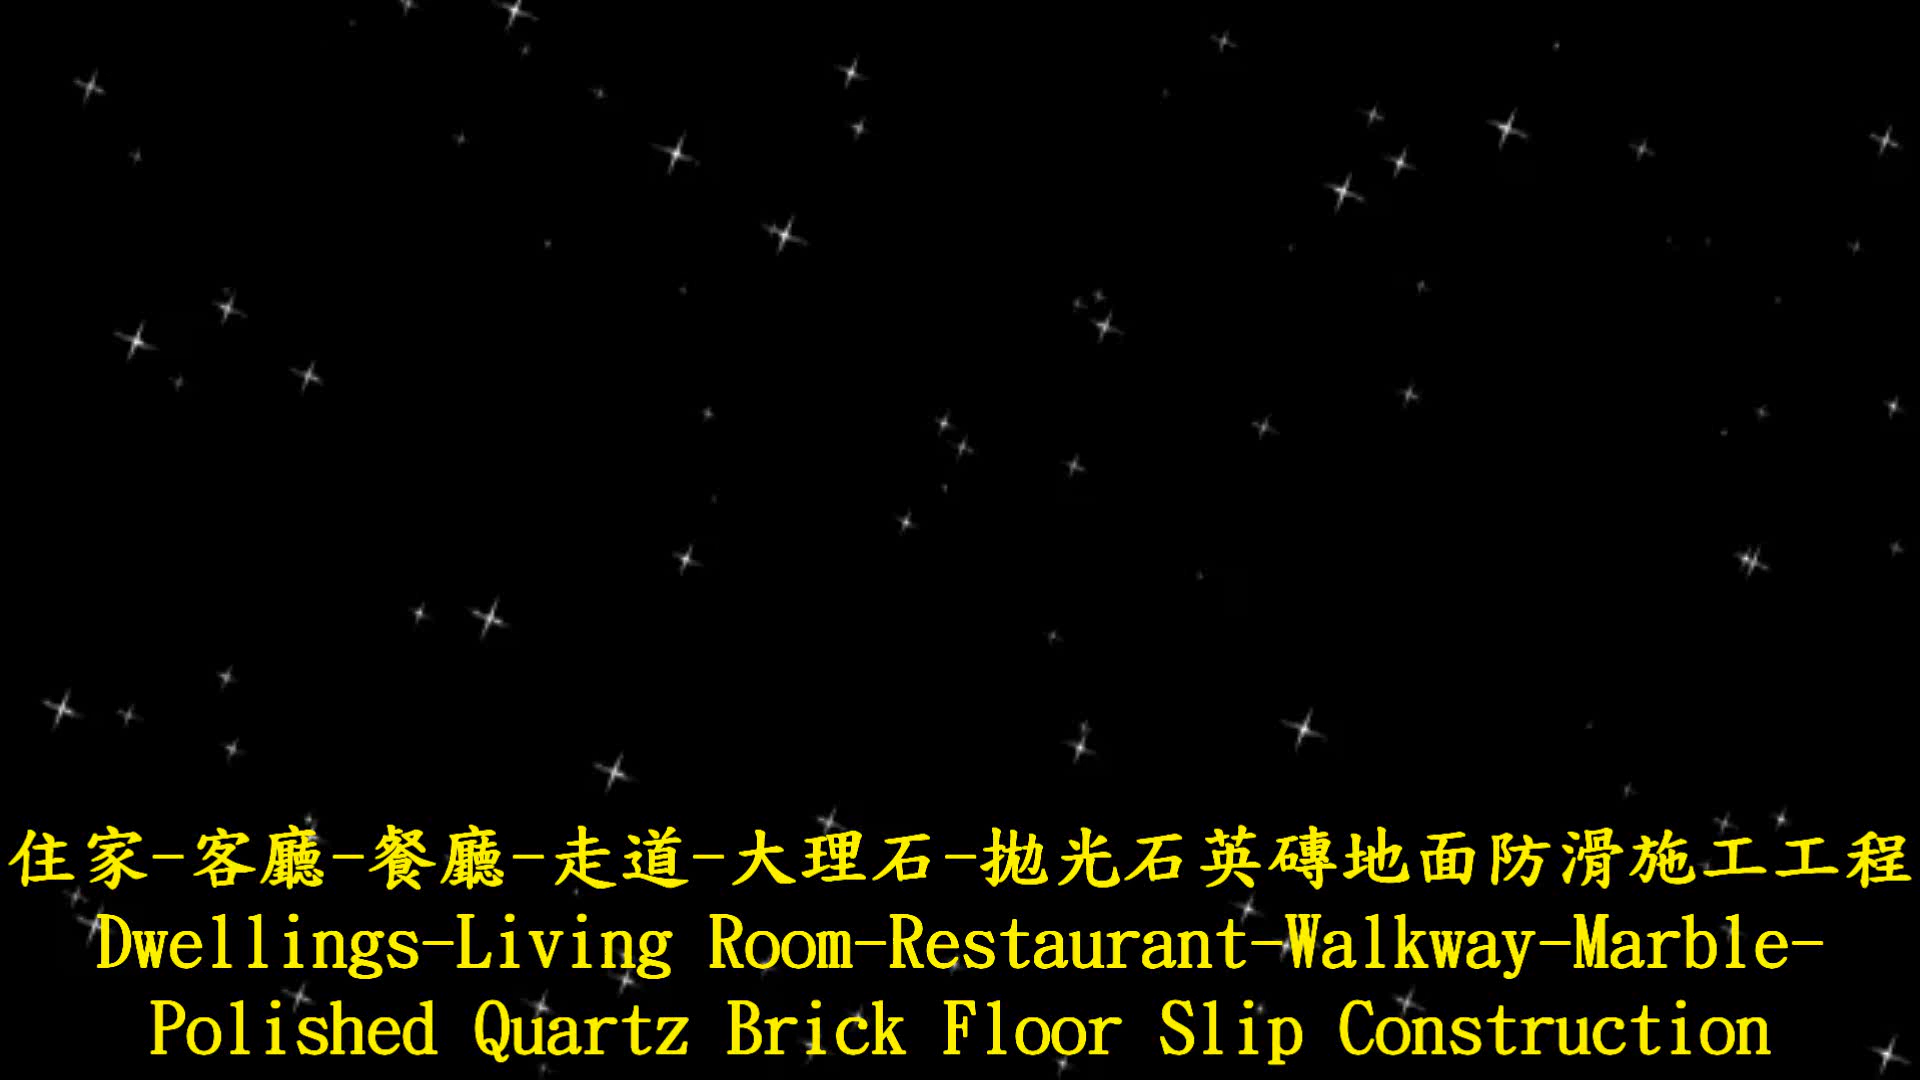 住家-客廳-餐廳-走道-大理石-拋光石英磚地面防滑施工工程
Dwellings-Living Room-Restaurant-Walkway-Marble-
Polished Quartz Brick Floor Slip Construction